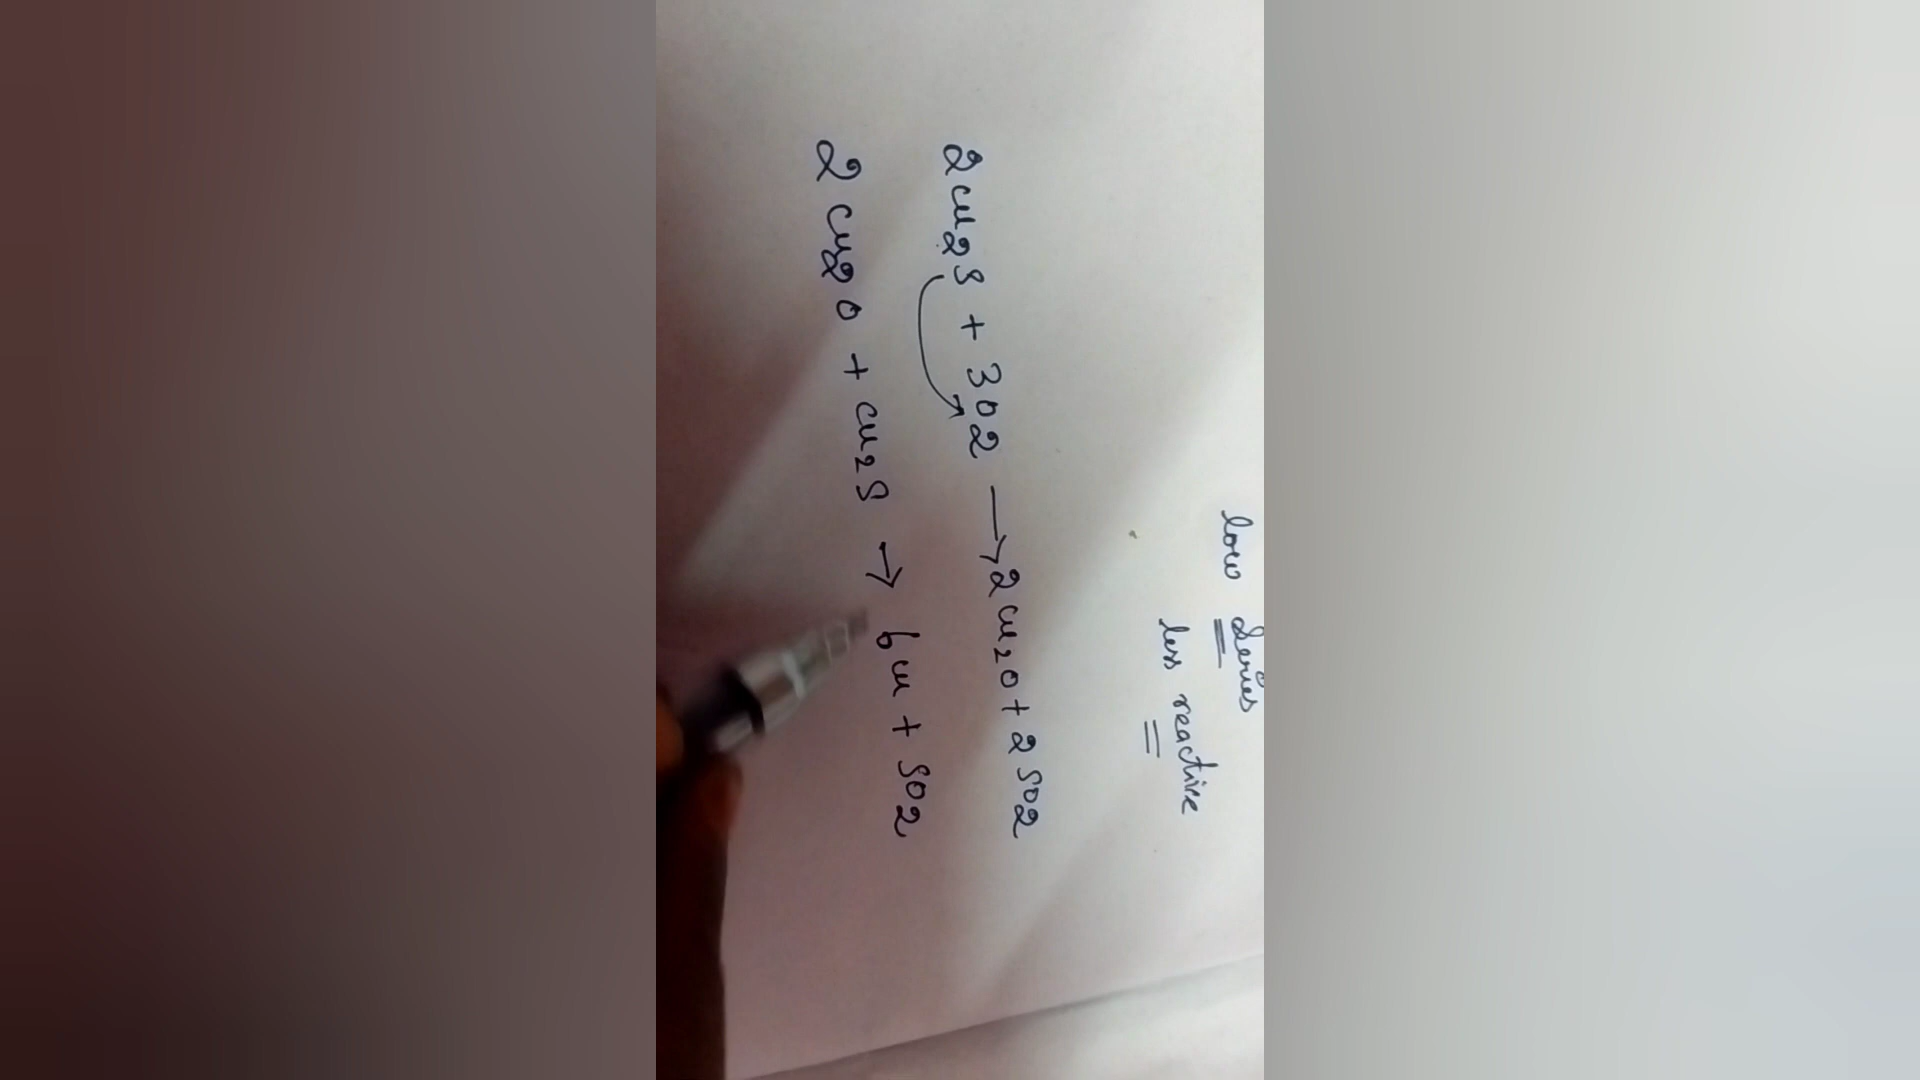 low Series
less reactive
2cu2S + 3O2 → 2cu2O + 2SO2
2cu2O + cu2S → 6cu + SO2